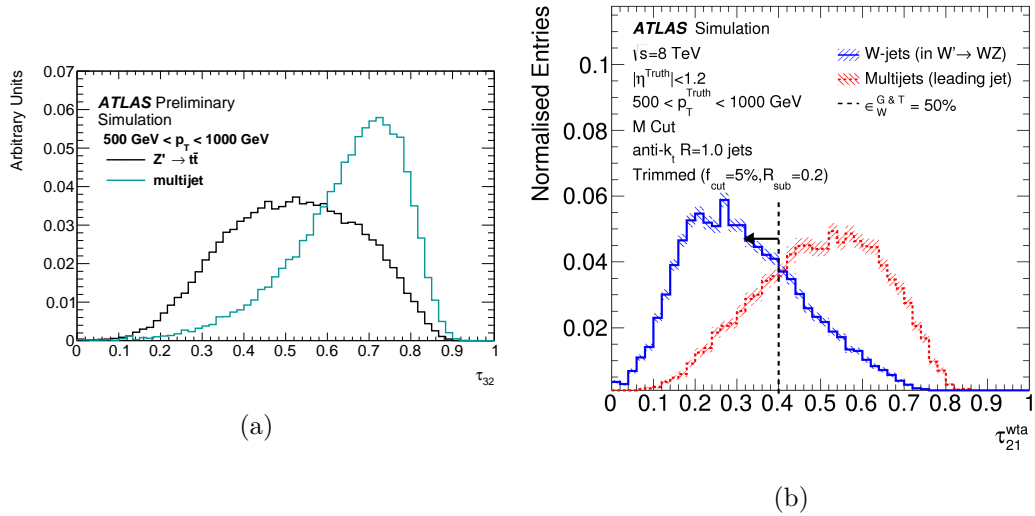 0.07
0.06
0.05
0.04
0.03
0.02
0.01
0
Arbitrary Units
ATLAS Preliminary
Simulation
500 GeV < p_T < 1000 GeV
Z' → tt̄
multijet
0 0.1 0.2 0.3 0.4 0.5 0.6 0.7 0.8 0.9 1
τ_32
(a)
Normalised Entries
0.1
0.08
0.06
0.04
0.02
ATLAS Simulation
√s=8 TeV
|η^Truth|<1.2
500 < p_T^Truth < 1000 GeV
M Cut
anti-k_t R=1.0 jets
Trimmed (f_cut=5%,R_sub=0.2)
W-jets (in W'→ WZ)
Multijets (leading jet)
ϵ_W^G & T = 50%
0 0.1 0.2 0.3 0.4 0.5 0.6 0.7 0.8 0.9 1
τ_21^wta
(b)